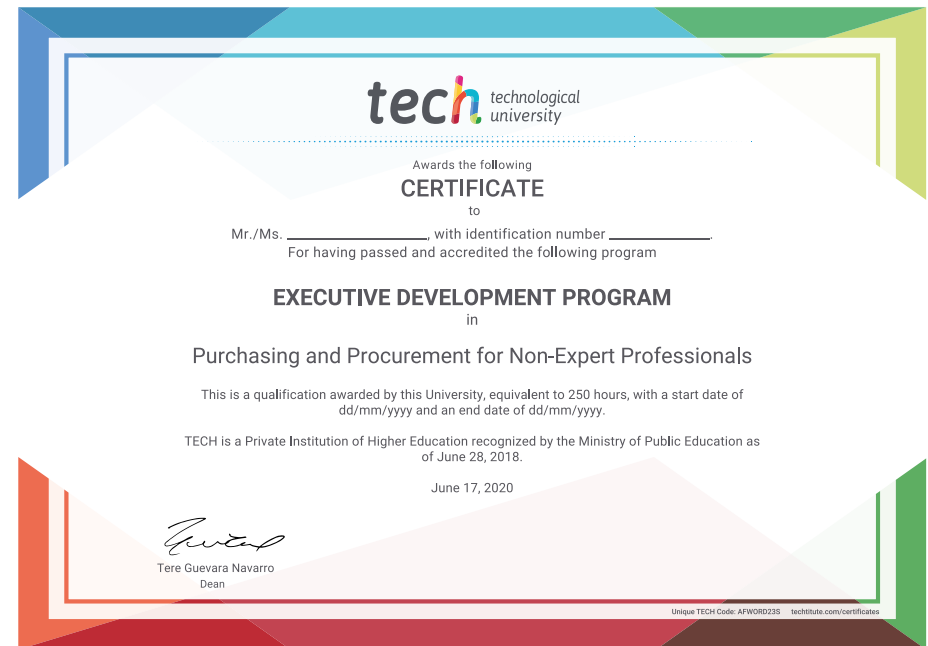 tech technological
university
Awards the following
CERTIFICATE
to
Mr./Ms. ____________________, with identification number ______________.
For having passed and accredited the following program
EXECUTIVE DEVELOPMENT PROGRAM
in
Purchasing and Procurement for Non-Expert Professionals
This is a qualification awarded by this University, equivalent to 250 hours, with a start date of
dd/mm/yyyy and an end date of dd/mm/yyyy.
TECH is a Private Institution of Higher Education recognized by the Ministry of Public Education as
of June 28, 2018.
June 17, 2020
Tere Guevara Navarro
Dean
Unique TECH Code: AFWORD23S techtitute.com/certificates